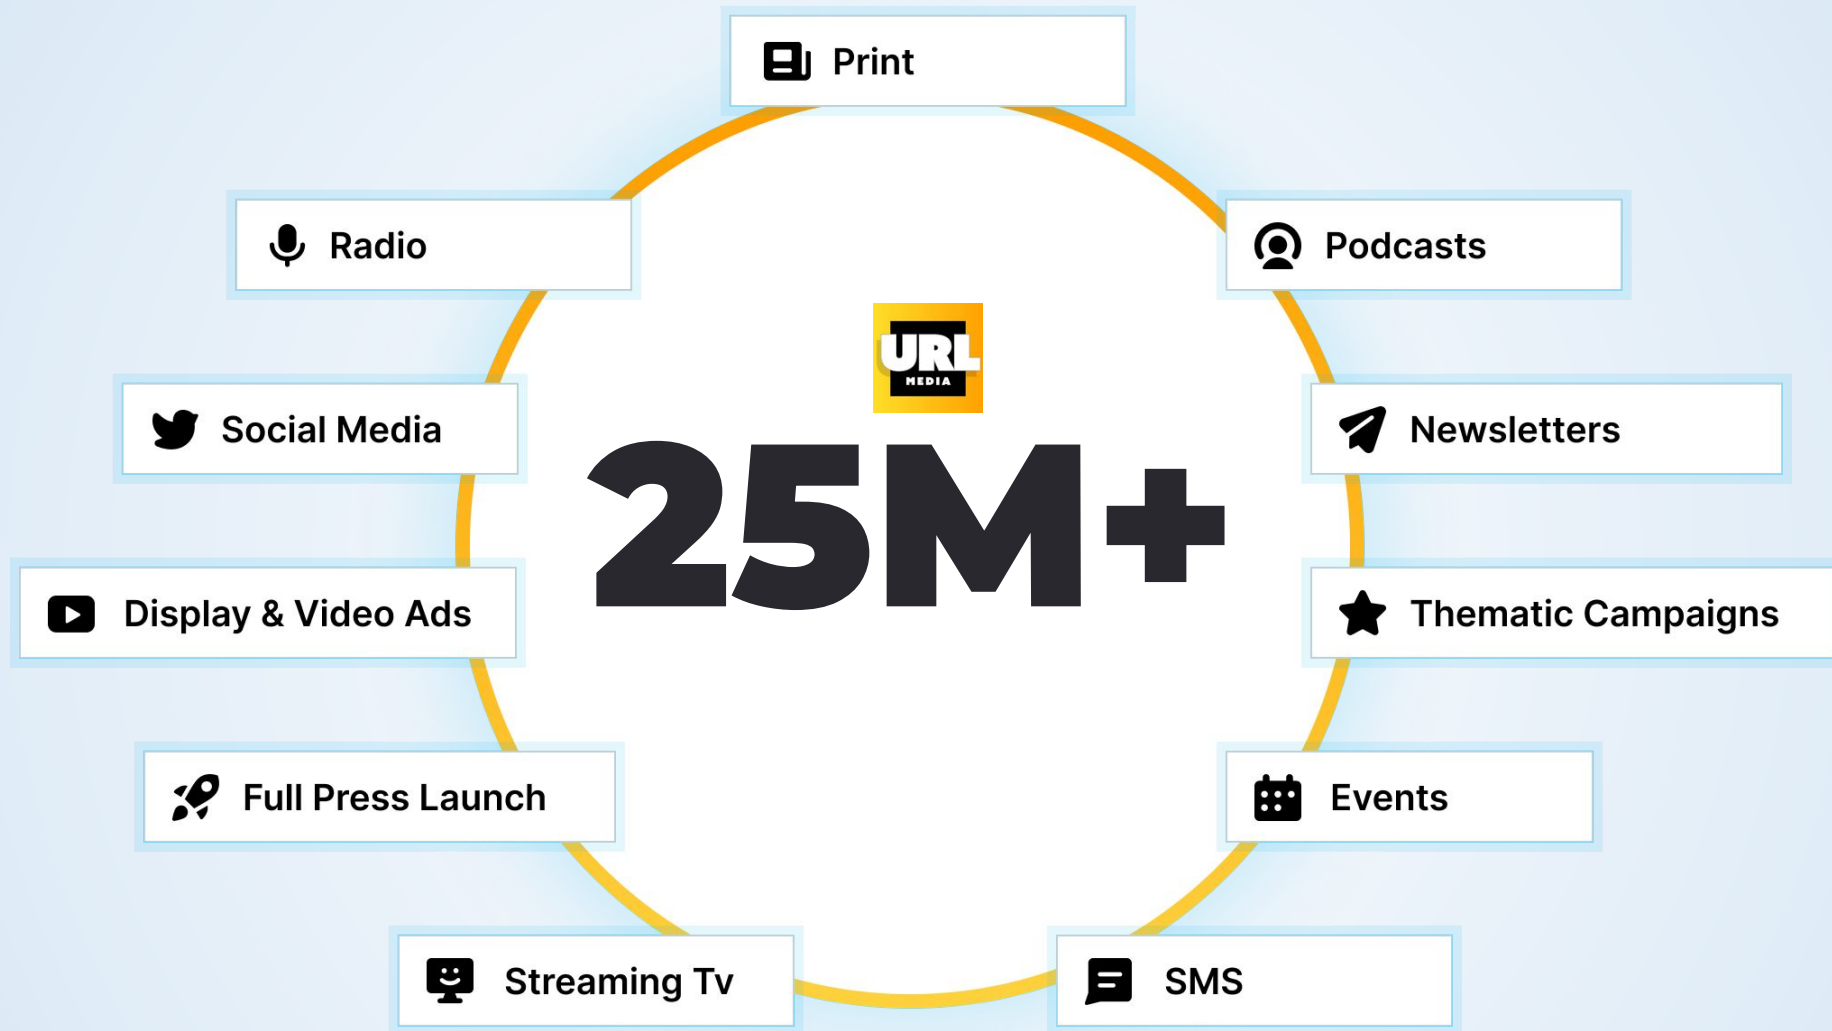 Print
Radio
Podcasts
URL
MEDIA
Social Media
Newsletters
25M+
Display & Video Ads
Thematic Campaigns
Full Press Launch
Events
Streaming Tv
SMS